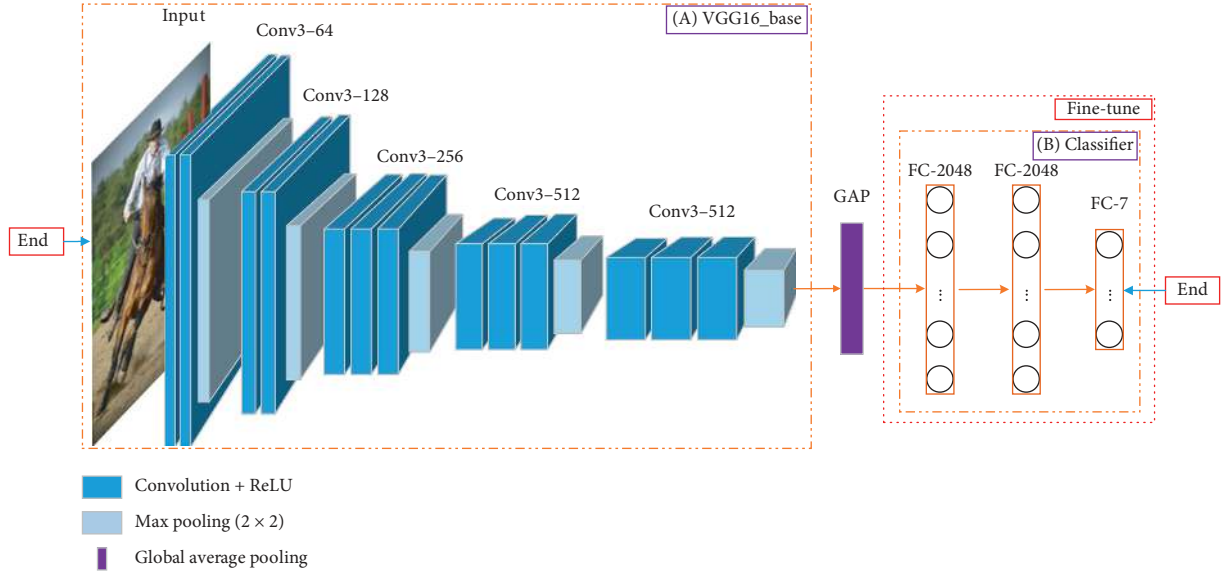 Input
(A) VGG16_base
Conv3–64
Conv3–128
Conv3–256
Conv3–512
Conv3–512
GAP
Fine-tune
(B) Classifier
FC-2048
FC-2048
FC-7
End
...
...
...
End
Convolution + ReLU
Max pooling (2 × 2)
Global average pooling